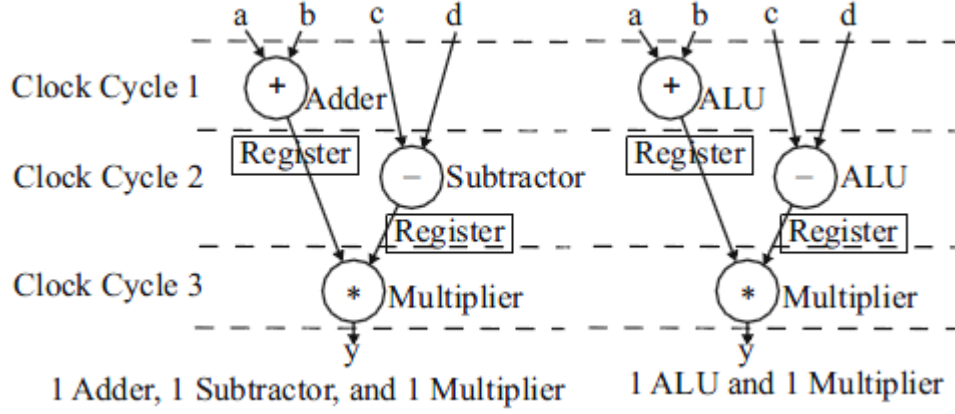 a b c d a b c d
Clock Cycle 1 + Adder + ALU
Register Register
Clock Cycle 2 − Subtractor − ALU
Register Register
Clock Cycle 3 * Multiplier * Multiplier
y y
1 Adder, 1 Subtractor, and 1 Multiplier 1 ALU and 1 Multiplier